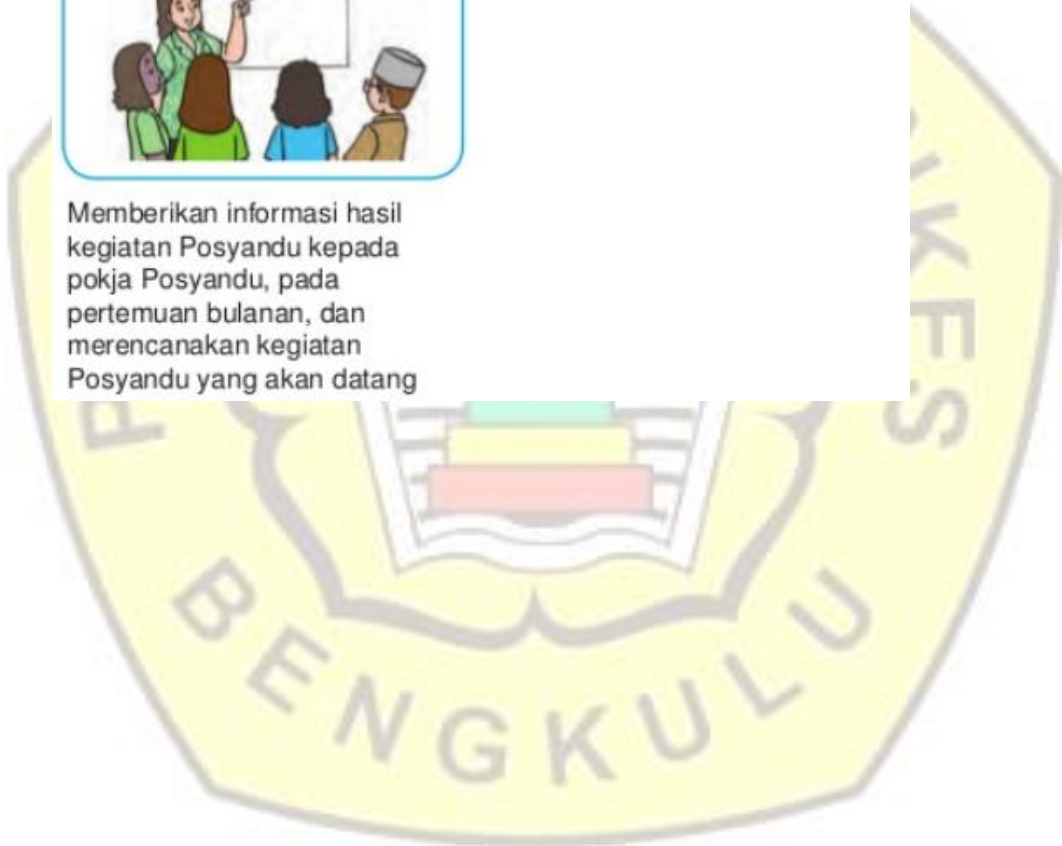 Memberikan informasi hasil
kegiatan Posyandu kepada
pokja Posyandu, pada
pertemuan bulanan, dan
merencanakan kegiatan
Posyandu yang akan datang
BENGKULU